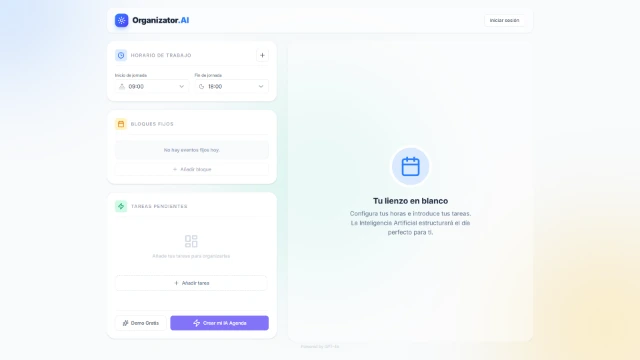 Organizator.AI
Iniciar sesión
HORARIO DE TRABAJO
Inicio de jornada
Fin de jornada
09:00
18:00
BLOQUES FIJOS
No hay eventos fijos hoy.
Añadir bloque
TAREAS PENDIENTES
Añade tus tareas para organizarlas
Añadir tarea
Demo Gratis
Crear mi IA Agenda
Tu lienzo en blanco
Configura tus horas e introduce tus tareas.
La Inteligencia Artificial estructurará el día
perfecto para ti.